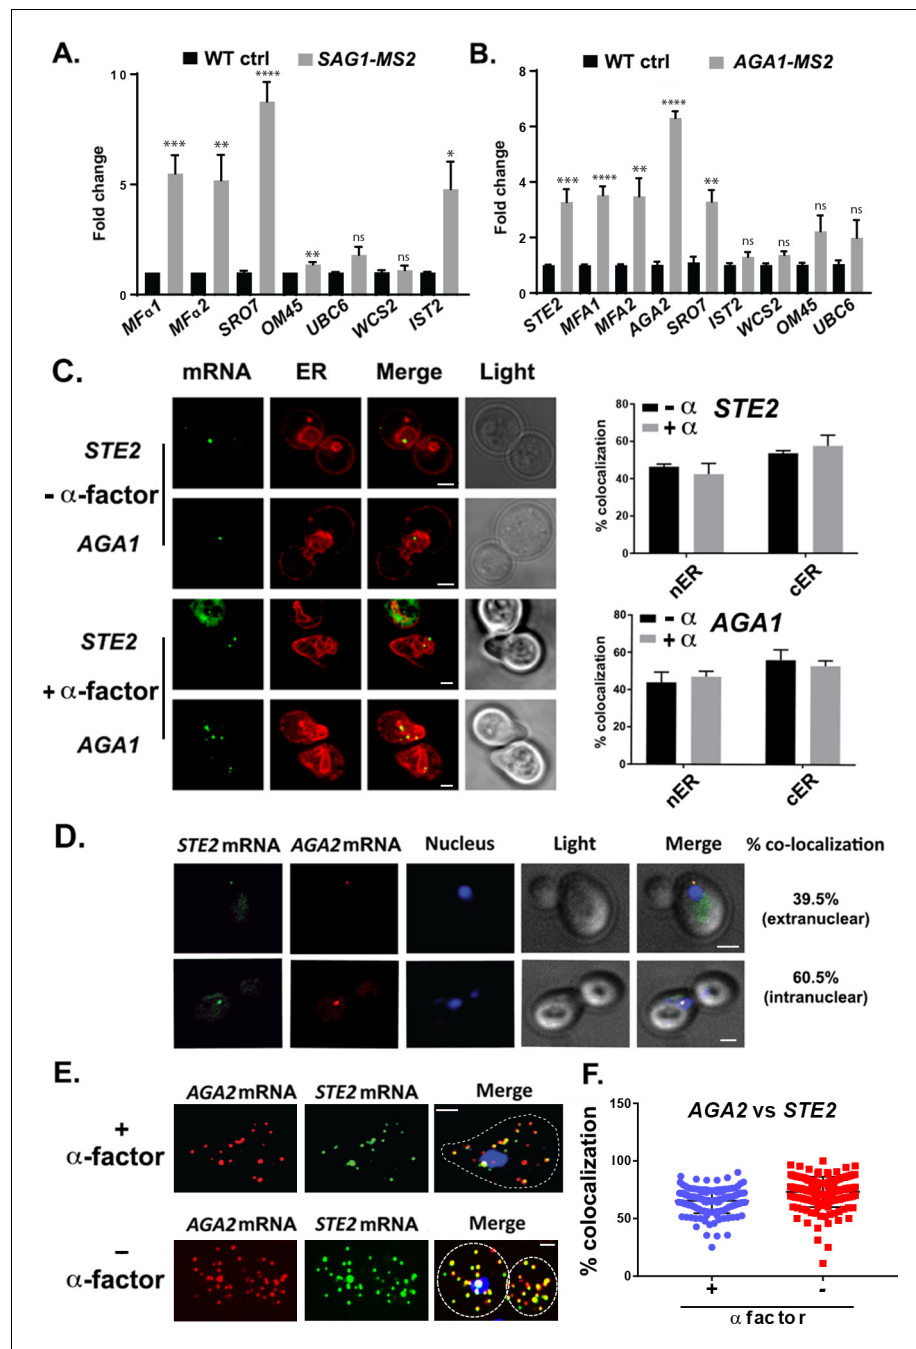 A.
WT ctrl
SAG1-MS2
Fold change
10
5
0
***
**
****
**
ns
ns
*
MFα1
MFα2
SRO7
OM45
UBC6
WCS2
IST2
B.
WT ctrl
AGA1-MS2
Fold change
8
6
4
2
0
***
****
**
****
**
ns
ns
ns
ns
STE2
MFA1
MFA2
AGA2
SRO7
IST2
WCS2
OM45
UBC6
C.
mRNA
ER
Merge
Light
STE2
- α-factor
AGA1
STE2
+ α-factor
AGA1
STE2
- α
+ α
% colocalization
80
60
40
20
0
nER
cER
AGA1
- α
+ α
% colocalization
80
60
40
20
0
nER
cER
D.
STE2 mRNA
AGA2 mRNA
Nucleus
Light
Merge
% co-localization
39.5%
(extranuclear)
60.5%
(intranuclear)
E.
AGA2 mRNA
STE2 mRNA
Merge
+
α-factor
AGA2 mRNA
STE2 mRNA
Merge
−
α-factor
F.
AGA2 vs STE2
% colocalization
150
100
50
0
+
-
α factor